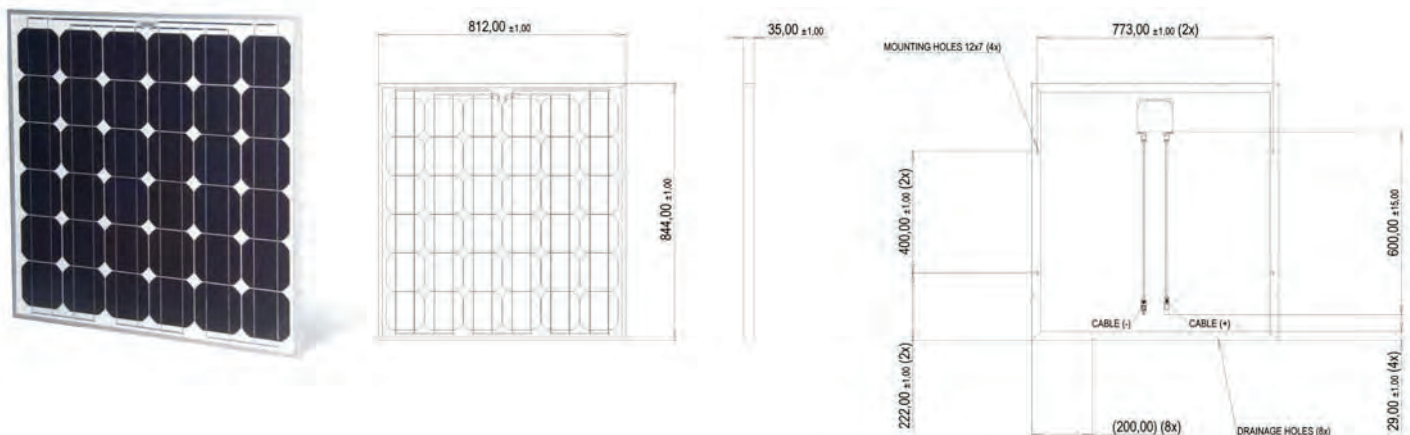 812,00 ±1,00
844,00 ±1,00
35,00 ±1,00
773,00 ±1,00 (2x)
MOUNTING HOLES 12x7 (4x)
400,00 ±1,00 (2x)
222,00 ±1,00 (2x)
600,00 ±15,00
CABLE (-)
CABLE (+)
29,00 ±1,00 (4x)
(200,00) (8x)
DRAINAGE HOLES (8x)